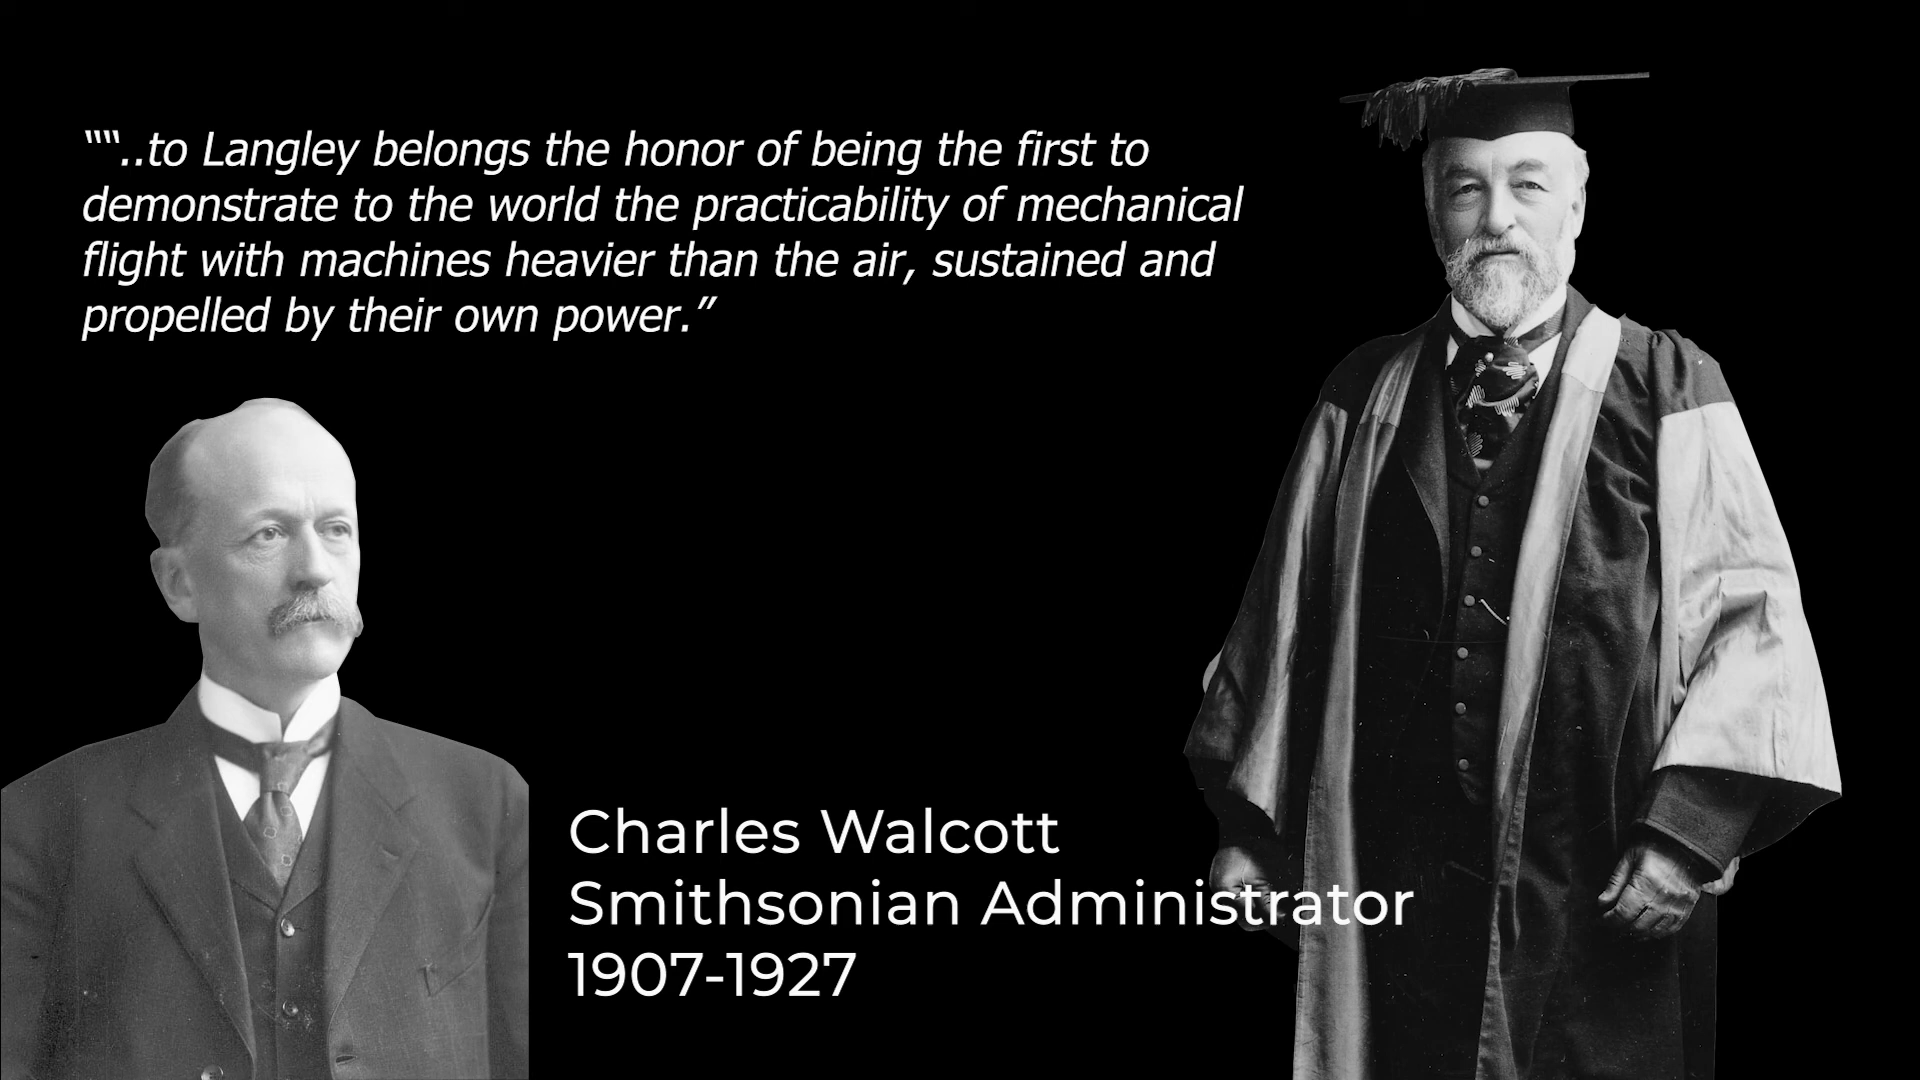 ““..to Langley belongs the honor of being the first to
demonstrate to the world the practicability of mechanical
flight with machines heavier than the air, sustained and
propelled by their own power.”
Charles Walcott
Smithsonian Administrator
1907-1927